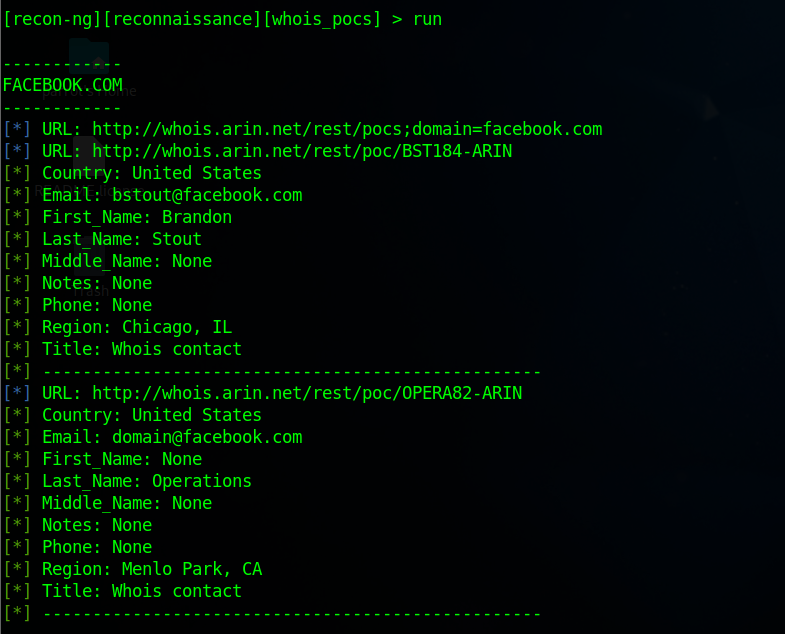 [recon-ng][reconnaissance][whois_pocs] > run
------------
FACEBOOK.COM
------------
[*] URL: http://whois.arin.net/rest/pocs;domain=facebook.com
[*] URL: http://whois.arin.net/rest/poc/BST184-ARIN
[*] Country: United States
[*] Email: bstout@facebook.com
[*] First_Name: Brandon
[*] Last_Name: Stout
[*] Middle_Name: None
[*] Notes: None
[*] Phone: None
[*] Region: Chicago, IL
[*] Title: Whois contact
[*] --------------------------------------------------
[*] URL: http://whois.arin.net/rest/poc/OPERA82-ARIN
[*] Country: United States
[*] Email: domain@facebook.com
[*] First_Name: None
[*] Last_Name: Operations
[*] Middle_Name: None
[*] Notes: None
[*] Phone: None
[*] Region: Menlo Park, CA
[*] Title: Whois contact
[*] --------------------------------------------------